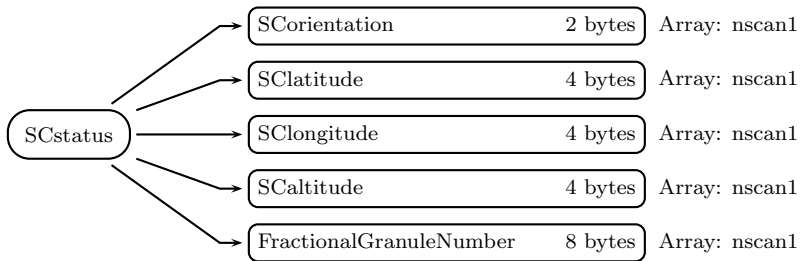 SCorientation 2 bytes Array: nscan1
SClatitude 4 bytes Array: nscan1
SCstatus
SClongitude 4 bytes Array: nscan1
SCaltitude 4 bytes Array: nscan1
FractionalGranuleNumber 8 bytes Array: nscan1